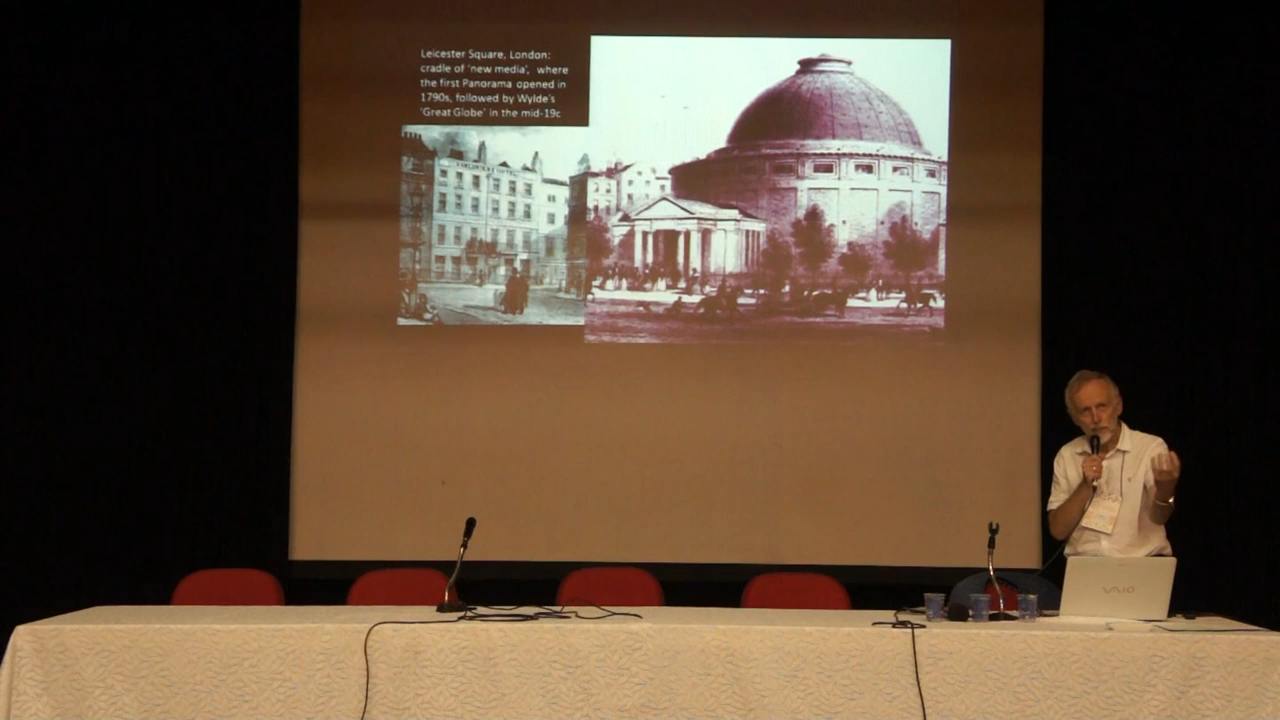 Leicester Square, London:
cradle of 'new media', where
the first Panorama opened in
1790s, followed by Wylde's
'Great Globe' in the mid-19c
VAIO